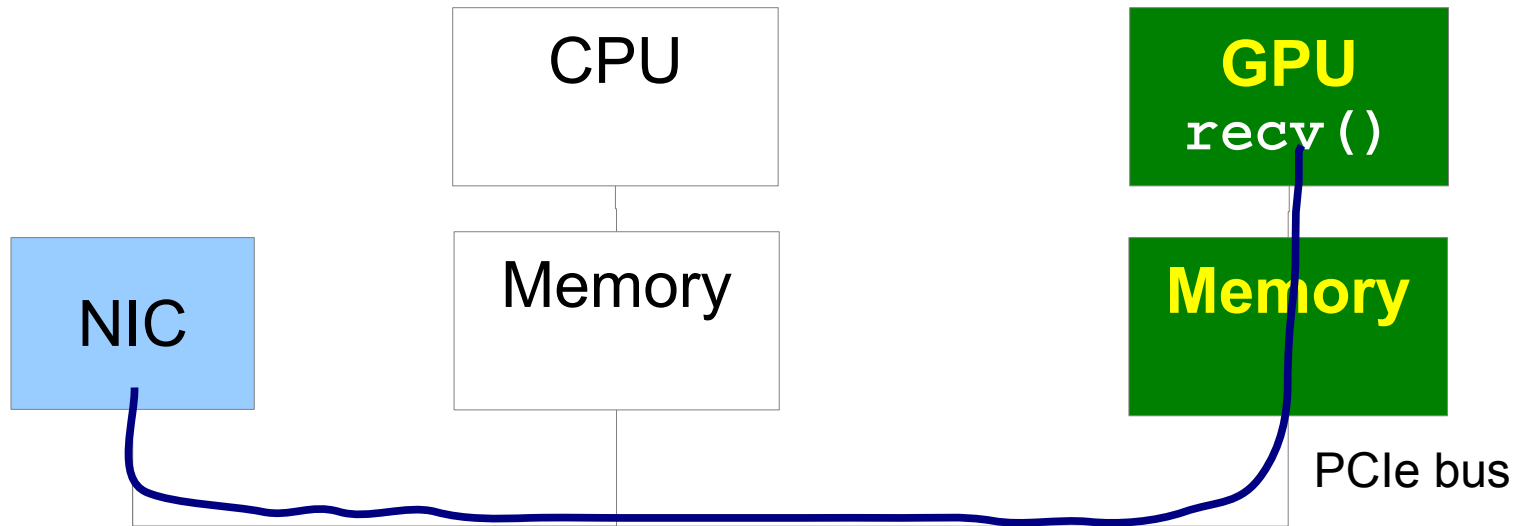 CPU
GPU
recv()
NIC
Memory
Memory
PCIe bus